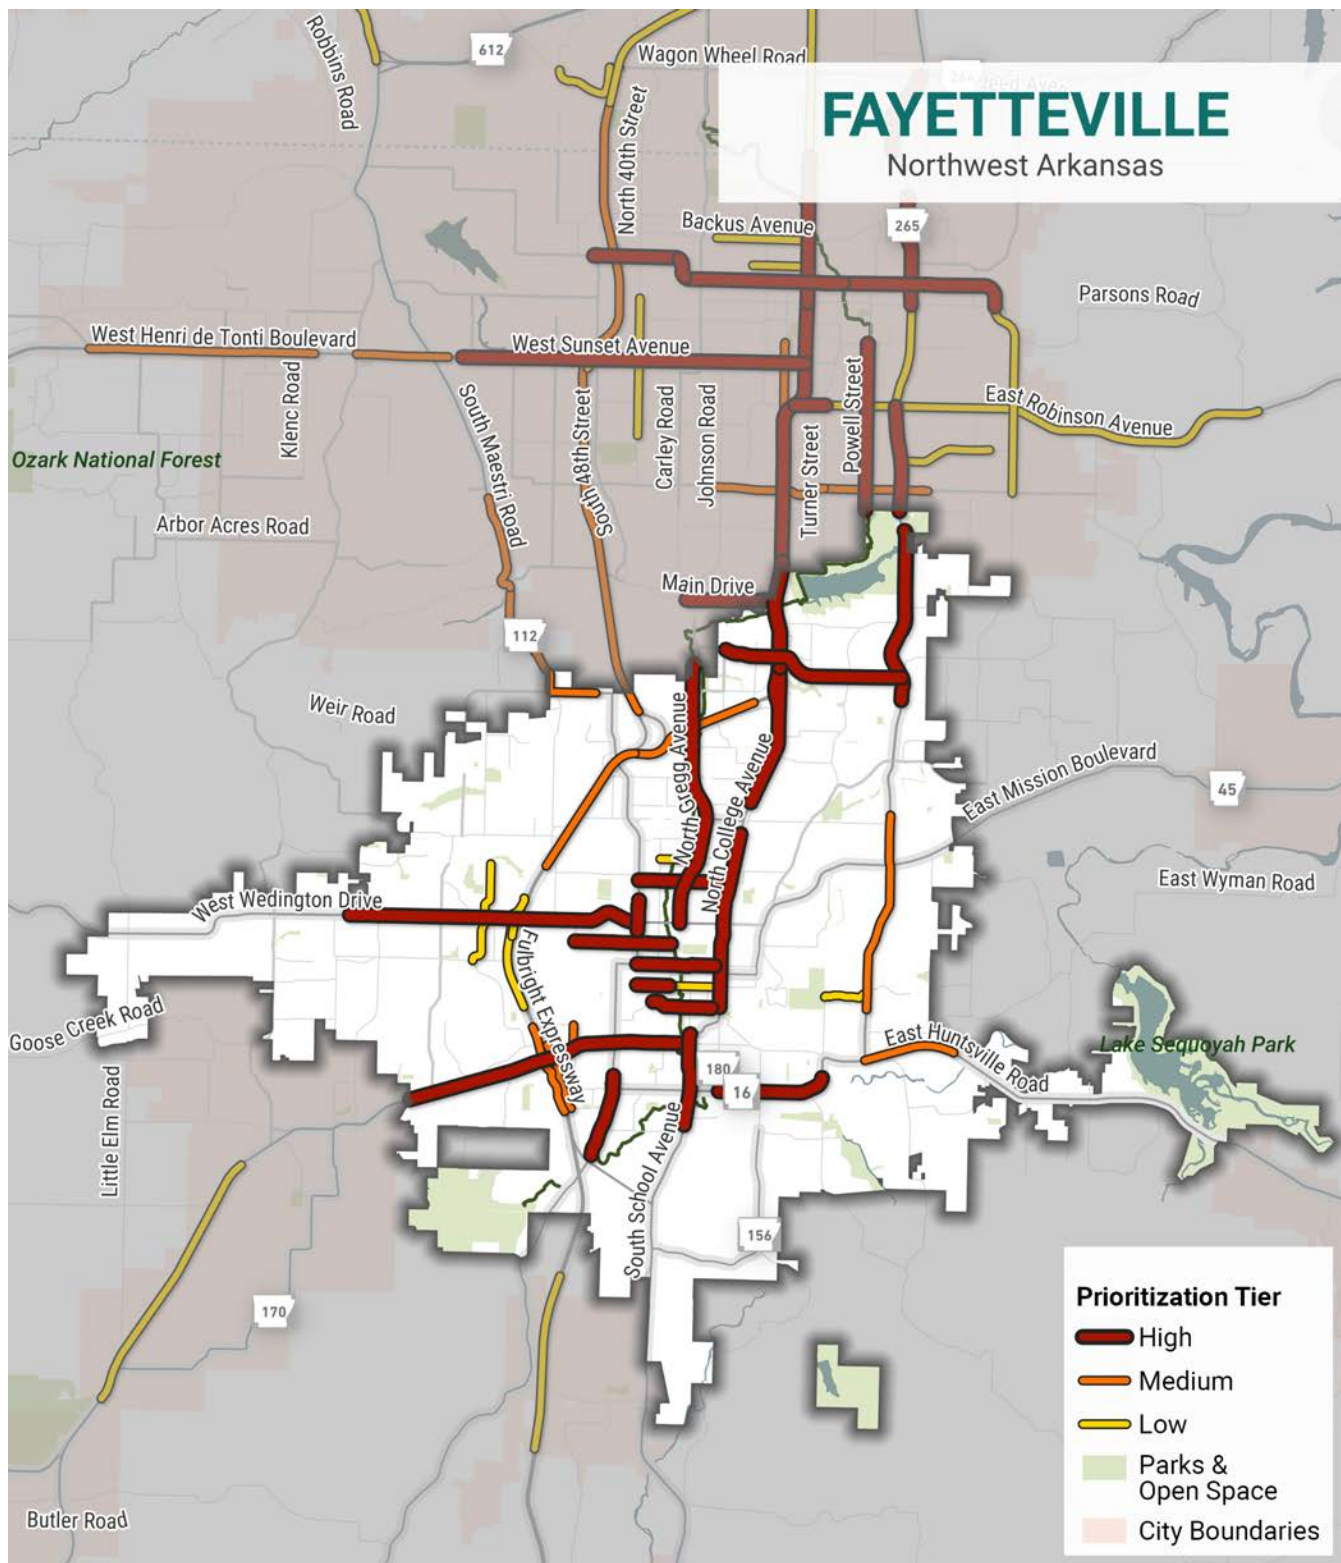 Robbins Road
612
Wagon Wheel Road
FAYETTEVILLE
Northwest Arkansas
North 40th Street
Backus Avenue
265
Parsons Road
West Henri de Tonti Boulevard
West Sunset Avenue
Klenc Road
South Maestri Road
South 48th Street
Carley Road
Johnson Road
Turner Street
Powell Street
East Robinson Avenue
Ozark National Forest
Arbor Acres Road
Main Drive
112
Weir Road
North Gregg Avenue
North College Avenue
East Mission Boulevard
45
East Wyman Road
West Wedington Drive
Fulbright Expressway
Goose Creek Road
East Huntsville Road
Lake Sequoyah Park
180
16
Little Elm Road
South School Avenue
156
170
Butler Road
Prioritization Tier
High
Medium
Low
Parks &
Open Space
City Boundaries